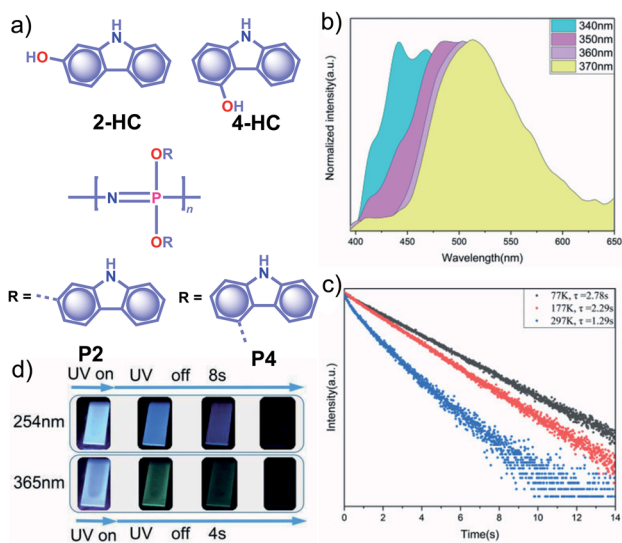 a)
H
N
HO
2-HC
H
N
OH
4-HC
OR
N
P
n
OR
R =
H
N
P2
R =
H
N
P4
b)
Normalized intensity(a.u.)
340nm
350nm
360nm
370nm
400 450 500 550 600 650
Wavelength(nm)
c)
Intensity(a.u.)
77K, τ=2.78s
177K, τ=2.29s
297K, τ=1.29s
0 2 4 6 8 10 12 14
Time(s)
d)
UV on UV off 8s
254nm
365nm
UV on UV off 4s